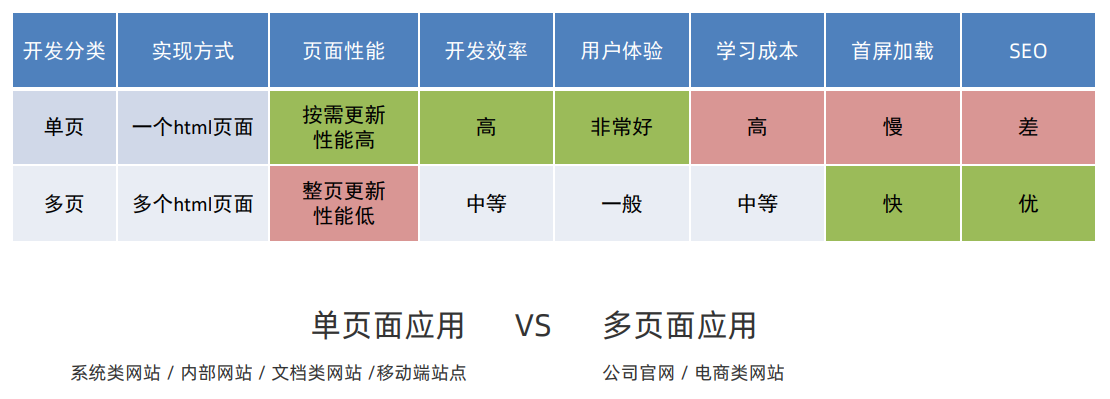 开发分类 实现方式 页面性能 开发效率 用户体验 学习成本 首屏加载 SEO
单页 一个html页面 按需更新 性能高 高 非常好 高 慢 差
多页 多个html页面 整页更新 性能低 中等 一般 中等 快 优
单页面应用 VS 多页面应用
系统类网站 / 内部网站 / 文档类网站 /移动端站点 公司官网 / 电商类网站